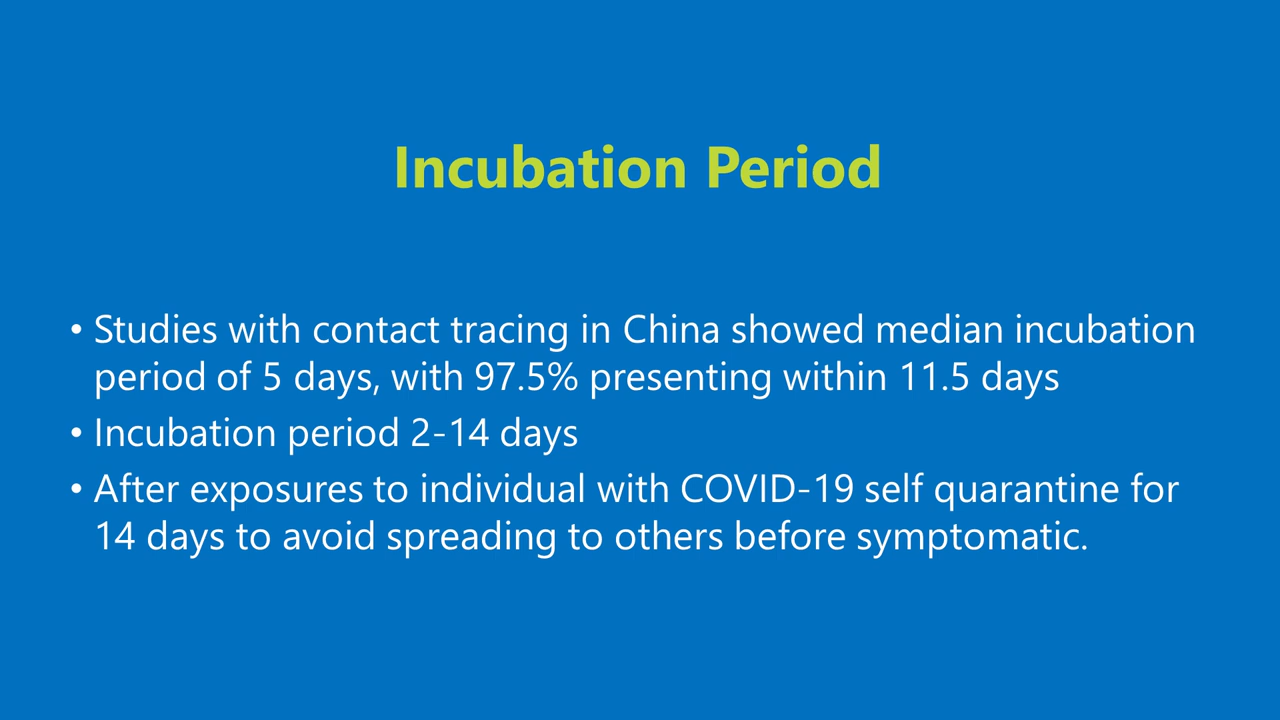 Incubation Period
• Studies with contact tracing in China showed median incubation
period of 5 days, with 97.5% presenting within 11.5 days
• Incubation period 2-14 days
• After exposures to individual with COVID-19 self quarantine for
14 days to avoid spreading to others before symptomatic.